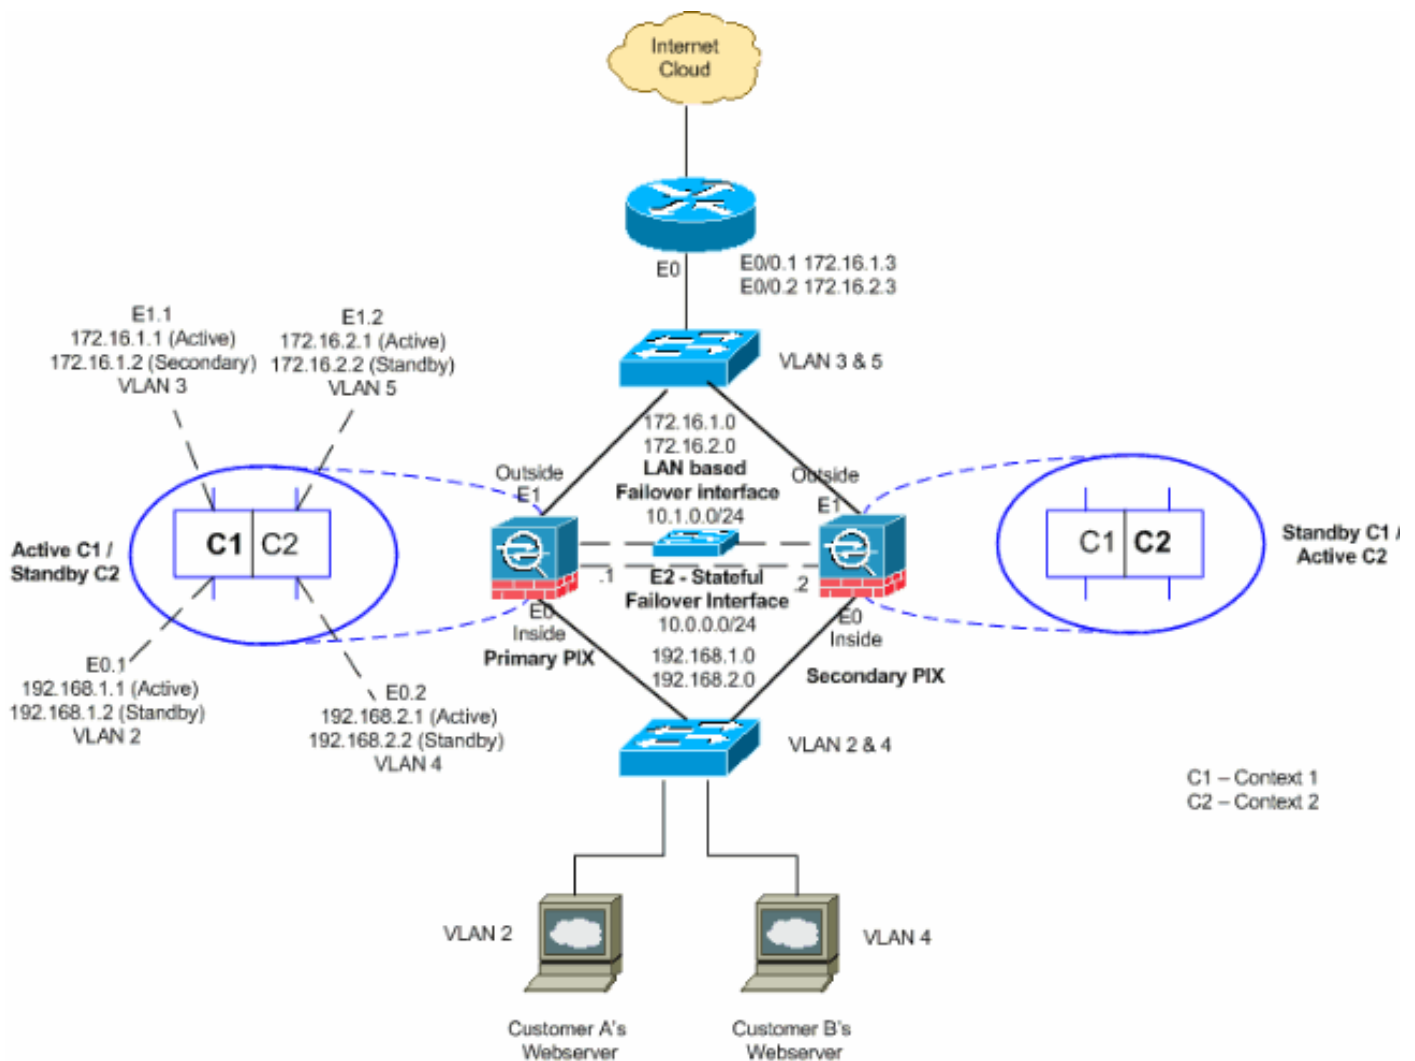 Internet
Cloud
E0
E0/0.1 172.16.1.3
E0/0.2 172.16.2.3
VLAN 3 & 5
E1.1
172.16.1.1 (Active)
172.16.1.2 (Secondary)
VLAN 3
E1.2
172.16.2.1 (Active)
172.16.2.2 (Standby)
VLAN 5
172.16.1.0
172.16.2.0
LAN based
Failover interface
10.1.0.0/24
Outside
E1
Outside
E1
Active C1 /
Standby C2
C1 C2
C1 C2
Standby C1 /
Active C2
.1
.2
E2 - Stateful
Failover Interface
10.0.0.0/24
E0
Inside
Primary PIX
E0
Inside
Secondary PIX
192.168.1.0
192.168.2.0
E0.1
192.168.1.1 (Active)
192.168.1.2 (Standby)
VLAN 2
E0.2
192.168.2.1 (Active)
192.168.2.2 (Standby)
VLAN 4
VLAN 2 & 4
C1 – Context 1
C2 – Context 2
VLAN 2
VLAN 4
Customer A's
Webserver
Customer B's
Webserver